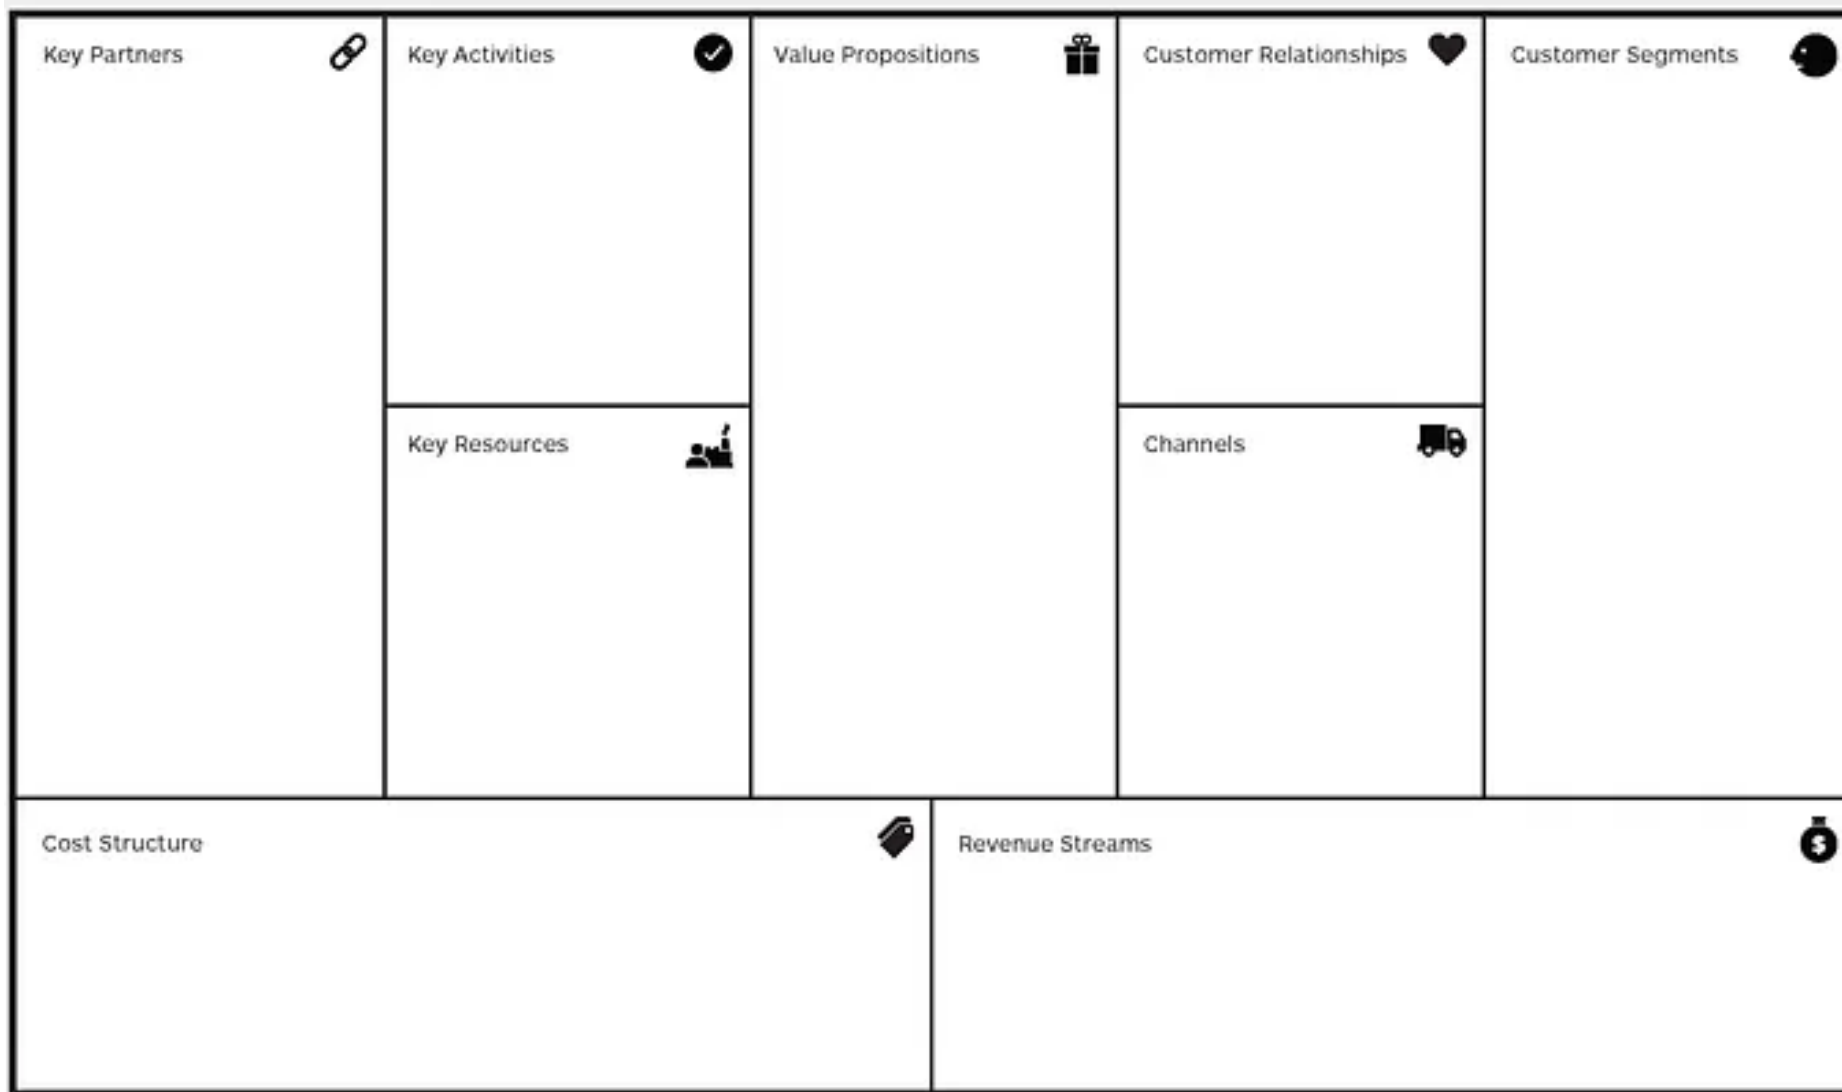 Key Partners
Key Activities
Value Propositions
Customer Relationships
Customer Segments
Key Resources
Channels
Cost Structure
Revenue Streams
$